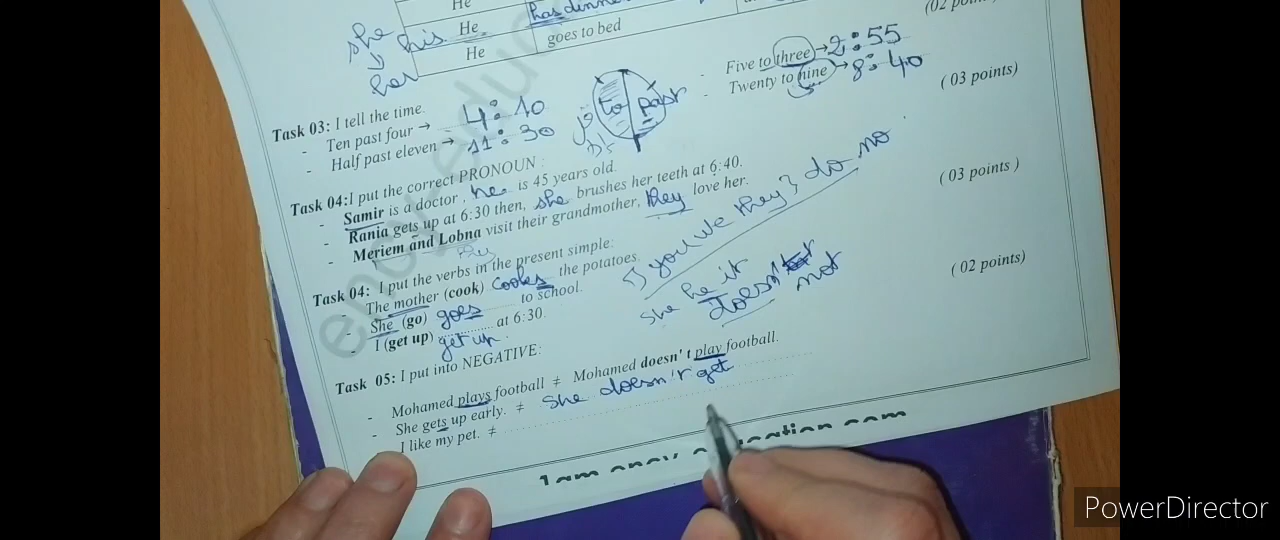 He
He
has dinner
He
goes to bed
she
his
her
(02 points)
Task 03: I tell the time.
- Ten past four → 4:10
- Half past eleven → 11:30
to past
- Five to three → 2:55
- Twenty to nine → 8:40
( 03 points)
Task 04: I put the correct PRONOUN :
- Samir is a doctor , he is 45 years old.
- Rania gets up at 6:30 then, she brushes her teeth at 6:40.
- Meriem and Lobna visit their grandmother, they love her.
( 03 points )
Task 04: I put the verbs in the present simple:
- The mother (cook) cooks the potatoes.
- She (go) goes to school.
- I (get up) get up at 6:30.
I you we they } do no
she he it
doesn't
not
( 02 points)
Task 05: I put into NEGATIVE:
- Mohamed plays football ≠ Mohamed doesn't play football.
- She gets up early. ≠ She doesn't get
- I like my pet. ≠
PowerDirector